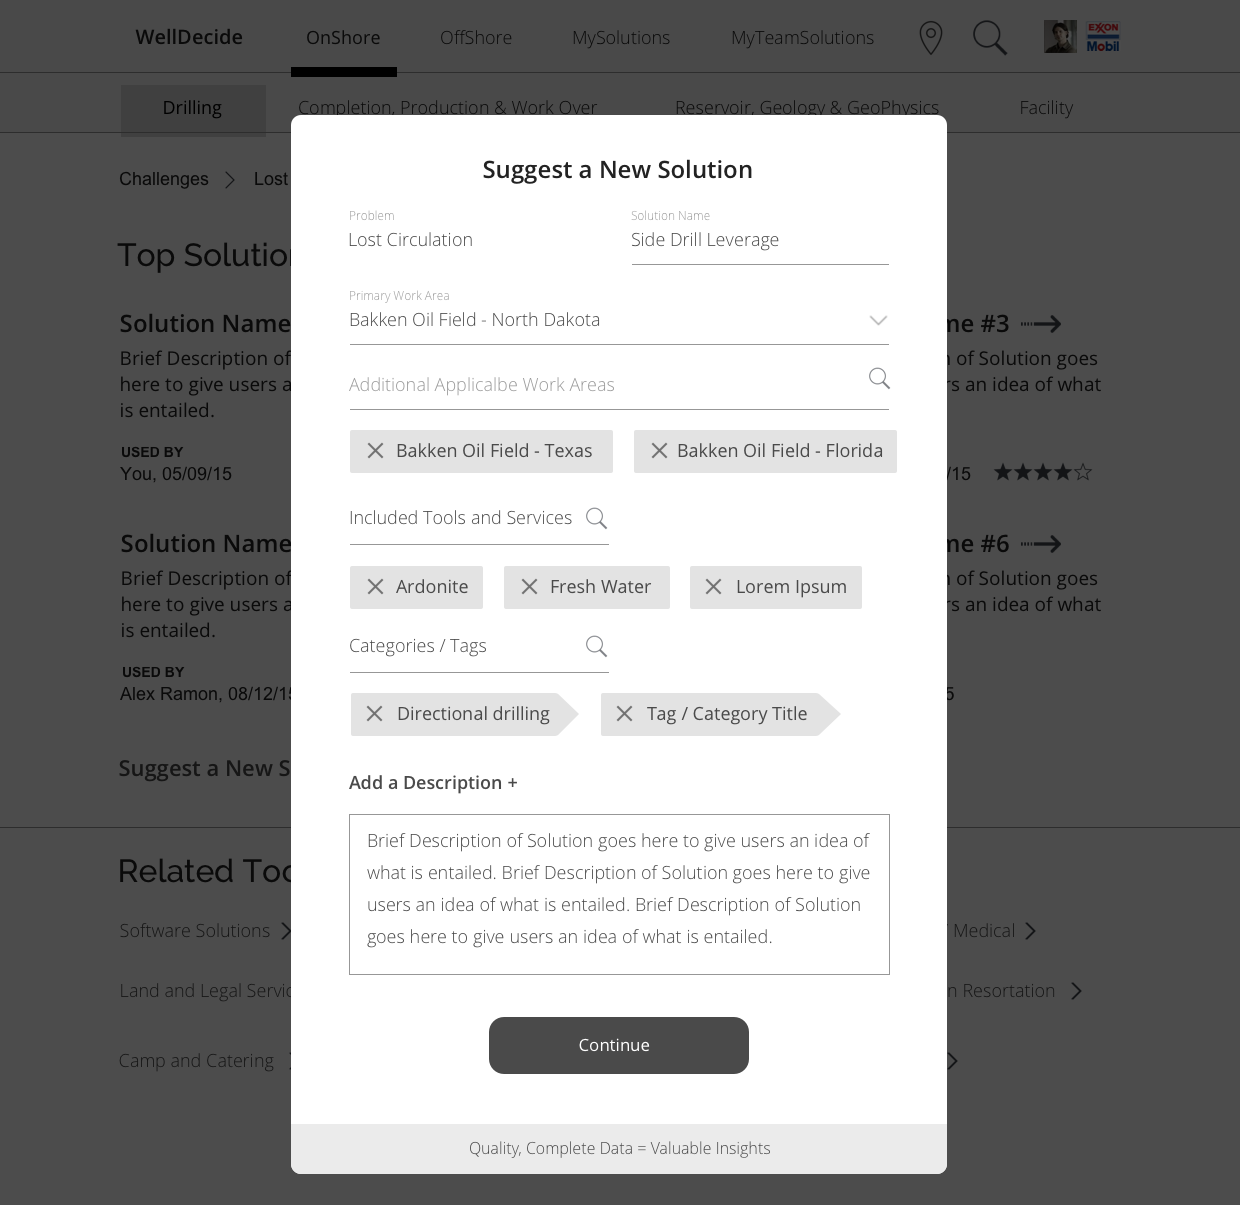 WellDecide
OnShore
OffShore
MySolutions
MyTeamSolutions
EXXON
Mobil
Drilling
Completion, Production & Work Over
Reservoir, Geology & GeoPhysics
Facility
Challenges
Lost
Suggest a New Solution
Problem
Lost Circulation
Solution Name
Side Drill Leverage
Primary Work Area
Bakken Oil Field - North Dakota
Additional Applicalbe Work Areas
Bakken Oil Field - Texas
Bakken Oil Field - Florida
Included Tools and Services
Ardonite
Fresh Water
Lorem Ipsum
Categories / Tags
Directional drilling
Tag / Category Title
Add a Description +
Brief Description of Solution goes here to give users an idea of
what is entailed. Brief Description of Solution goes here to give
users an idea of what is entailed. Brief Description of Solution
goes here to give users an idea of what is entailed.
Continue
Quality, Complete Data = Valuable Insights
Top
Solution Name
Brief Description of
here to give users a
is entailed.
USED BY
You, 05/09/15
#3
of Solution goes
an idea of what
/15
Solution Name
Brief Description of
here to give users a
is entailed.
USED BY
Alex Ramon, 08/12/15
#6
of Solution goes
an idea of what
5
Suggest a New S
Related
Software Solutions
Medical
Land and Legal
Resortation
Camp and Catering